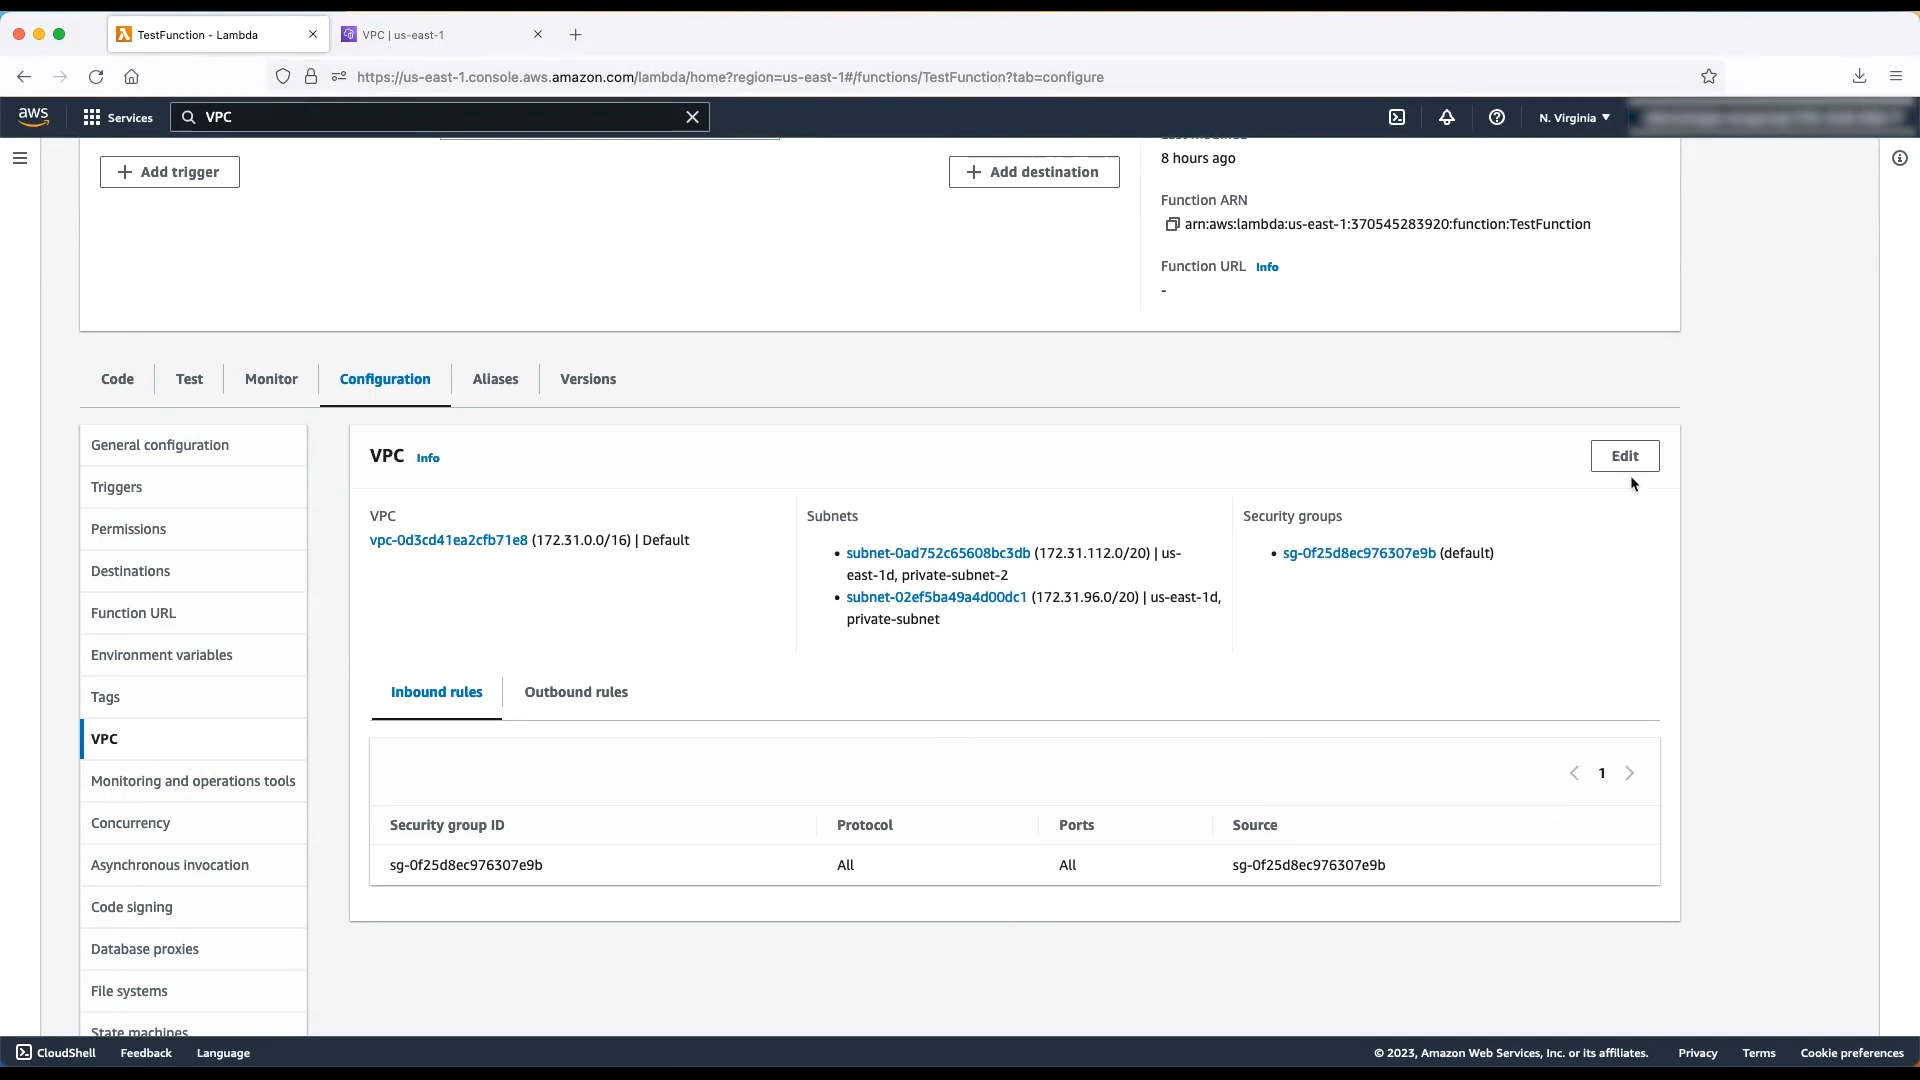 TestFunction - Lambda
VPC | us-east-1
https://us-east-1.console.aws.amazon.com/lambda/home?region=us-east-1#/functions/TestFunction?tab=configure
aws
Services
VPC
N. Virginia
Last modified
8 hours ago
Add trigger
Add destination
Function ARN
arn:aws:lambda:us-east-1:370545283920:function:TestFunction
Function URL Info
-
Code
Test
Monitor
Configuration
Aliases
Versions
General configuration
Triggers
Permissions
Destinations
Function URL
Environment variables
Tags
VPC
Monitoring and operations tools
Concurrency
Asynchronous invocation
Code signing
Database proxies
File systems
State machines
VPC Info
Edit
VPC
vpc-0d3cd41ea2cfb71e8 (172.31.0.0/16) | Default
Subnets
• subnet-0ad752c65608bc3db (172.31.112.0/20) | us-
east-1d, private-subnet-2
• subnet-02ef5ba49a4d00dc1 (172.31.96.0/20) | us-east-1d,
private-subnet
Security groups
• sg-0f25d8ec976307e9b (default)
Inbound rules
Outbound rules
1
Security group ID
Protocol
Ports
Source
sg-0f25d8ec976307e9b
All
All
sg-0f25d8ec976307e9b
CloudShell
Feedback
Language
© 2023, Amazon Web Services, Inc. or its affiliates.
Privacy
Terms
Cookie preferences